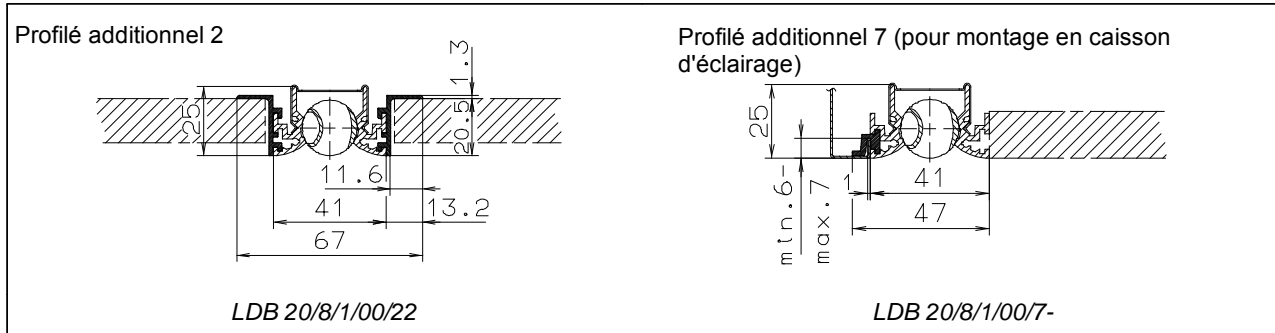 Profilé additionnel 2
25
1.3
20.5
11.6
41
13.2
67
LDB 20/8/1/00/22
Profilé additionnel 7 (pour montage en caisson
d'éclairage)
25
min.6-
max.7
1
41
47
LDB 20/8/1/00/7-